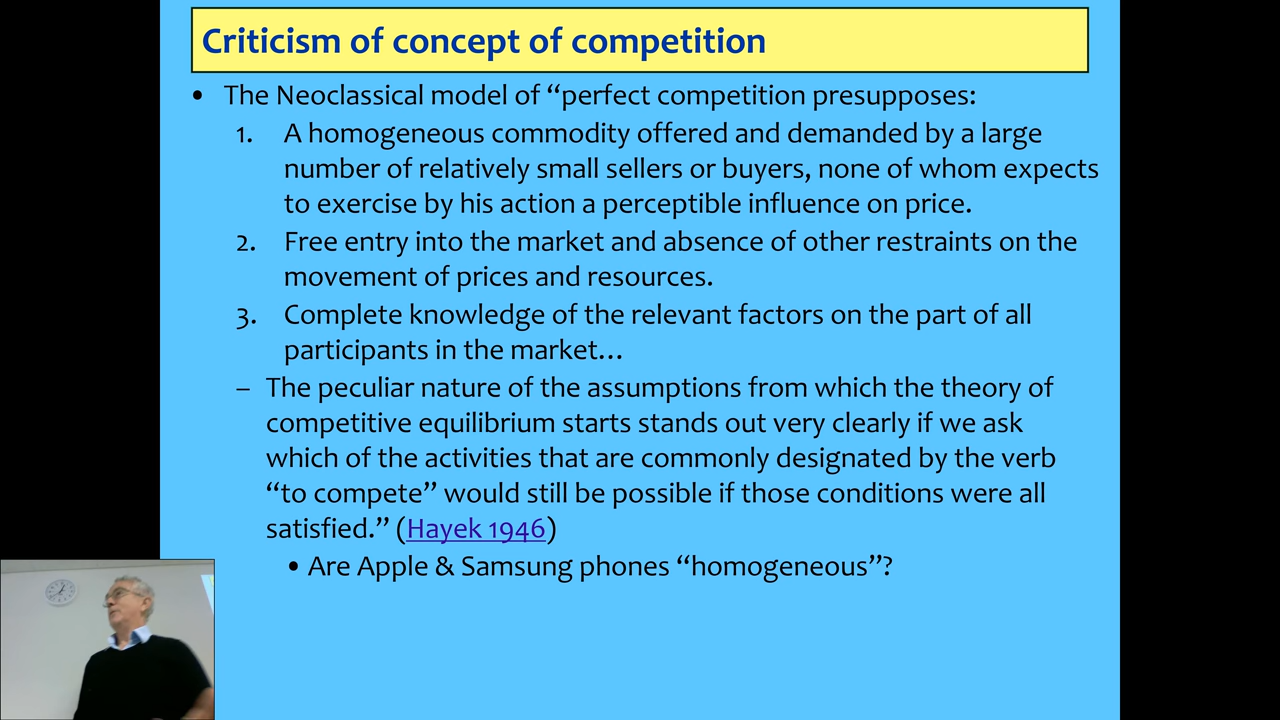 Criticism of concept of competition
• The Neoclassical model of “perfect competition presupposes:
1. A homogeneous commodity offered and demanded by a large
number of relatively small sellers or buyers, none of whom expects
to exercise by his action a perceptible influence on price.
2. Free entry into the market and absence of other restraints on the
movement of prices and resources.
3. Complete knowledge of the relevant factors on the part of all
participants in the market…
– The peculiar nature of the assumptions from which the theory of
competitive equilibrium starts stands out very clearly if we ask
which of the activities that are commonly designated by the verb
“to compete” would still be possible if those conditions were all
satisfied.” (Hayek 1946)
• Are Apple & Samsung phones “homogeneous”?